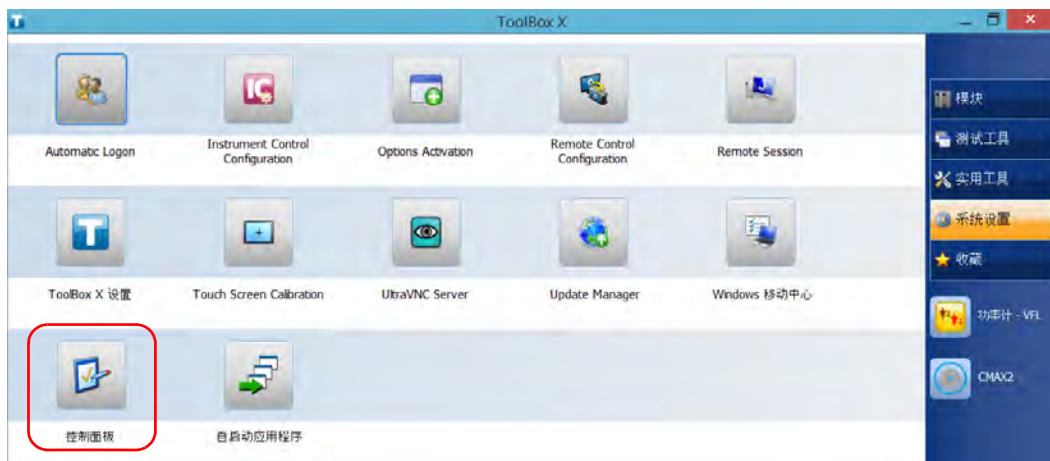 ToolBox X
Automatic Logon
Instrument Control
Configuration
Options Activation
Remote Control
Configuration
Remote Session
ToolBox X 设置
Touch Screen Calibration
UltraVNC Server
Update Manager
Windows 移动中心
控制面板
自启动应用程序
模块
测试工具
实用工具
系统设置
收藏
功率计 - VFL
CMAX2